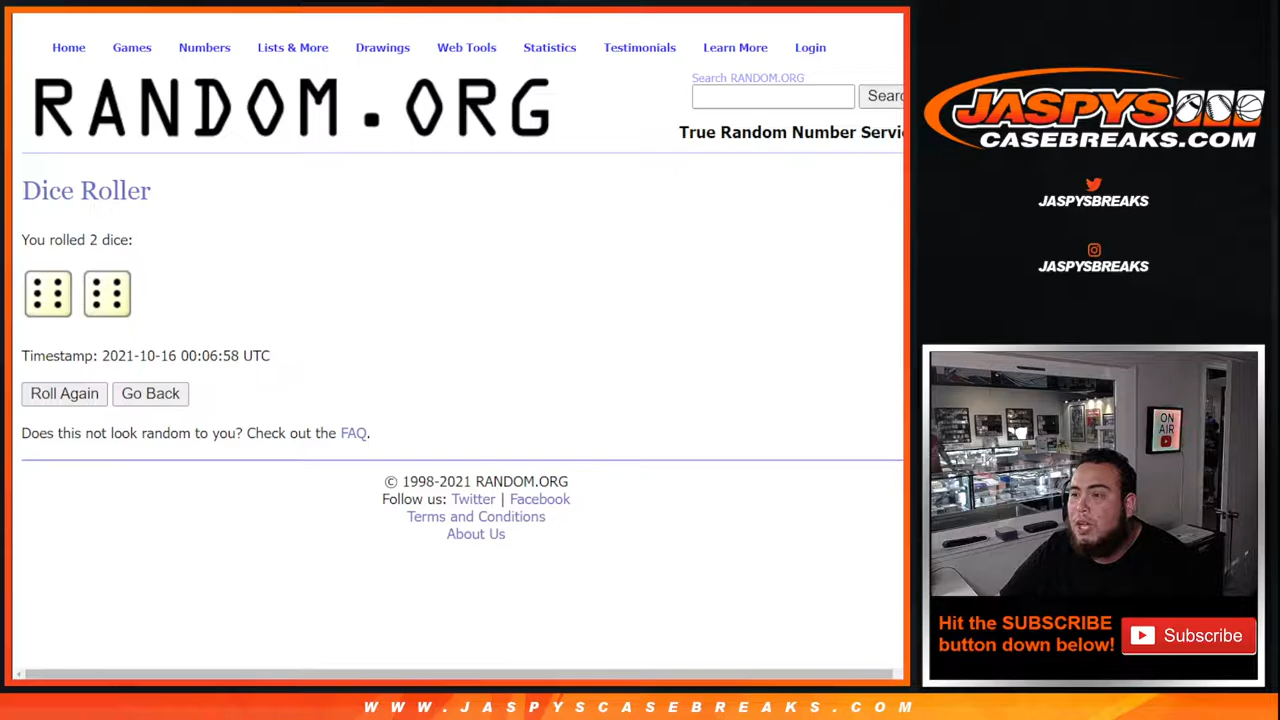 Home Games Numbers Lists & More Drawings Web Tools Statistics Testimonials Learn More Login
RANDOM.ORG
Search RANDOM.ORG
Searc
True Random Number Servi
Dice Roller
You rolled 2 dice:
Timestamp: 2021-10-16 00:06:58 UTC
Roll Again Go Back
Does this not look random to you? Check out the FAQ.
© 1998-2021 RANDOM.ORG
Follow us: Twitter | Facebook
Terms and Conditions
About Us
JASPYS
CASEBREAKS.COM
JASPYSBREAKS
JASPYSBREAKS
ON
AIR
Hit the SUBSCRIBE
button down below!
Subscribe
WWW.JASPYSCASEBREAKS.COM